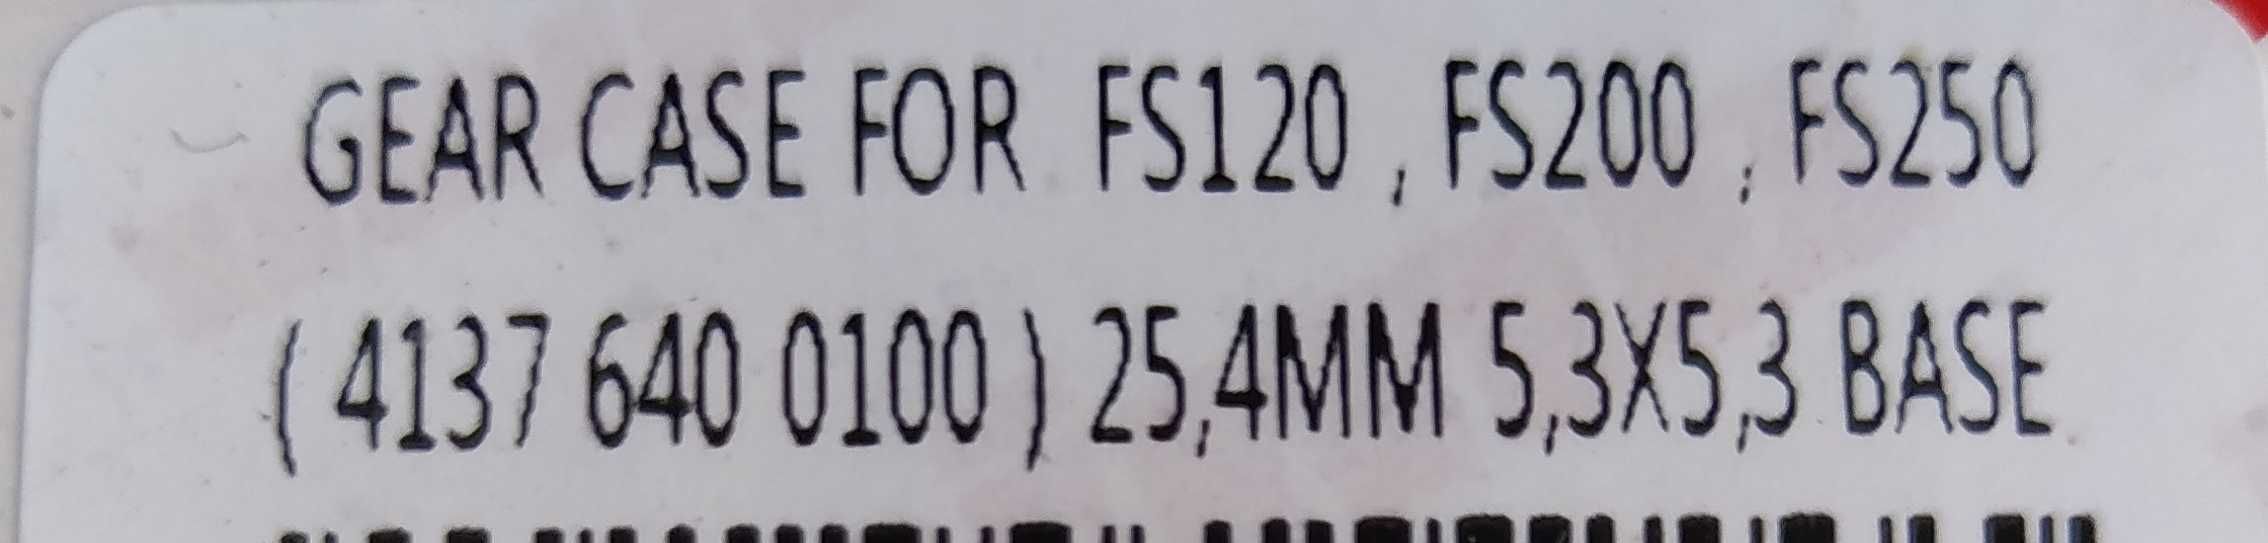 GEAR CASE FOR FS120 , FS200 , FS250
( 4137 640 0100 ) 25,4MM 5,3X5,3 BASE